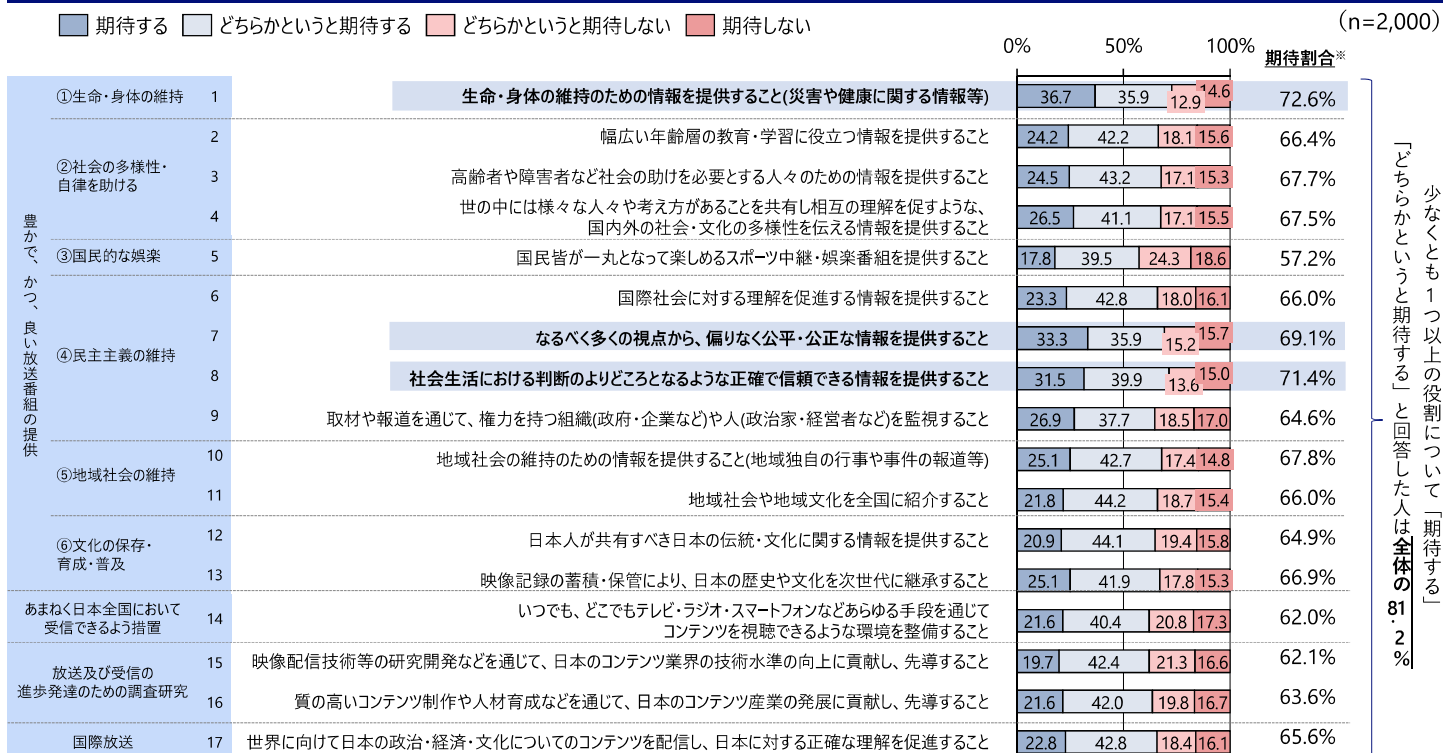 期待する どちらかというと期待する どちらかというと期待しない 期待しない
(n=2,000)
0% 50% 100% 期待割合※
豊かで、かつ、良い放送番組の提供
①生命・身体の維持 1 生命・身体の維持のための情報を提供すること(災害や健康に関する情報等) 36.7 35.9 12.9 14.6 72.6%
②社会の多様性・
自律を助ける
2 幅広い年齢層の教育・学習に役立つ情報を提供すること 24.2 42.2 18.1 15.6 66.4%
3 高齢者や障害者など社会の助けを必要とする人々のための情報を提供すること 24.5 43.2 17.1 15.3 67.7%
4 世の中には様々な人々や考え方があることを共有し相互の理解を促すような、
国内外の社会・文化の多様性を伝える情報を提供すること 26.5 41.1 17.1 15.5 67.5%
③国民的な娯楽 5 国民皆が一丸となって楽しめるスポーツ中継・娯楽番組を提供すること 17.8 39.5 24.3 18.6 57.2%
④民主主義の維持
6 国際社会に対する理解を促進する情報を提供すること 23.3 42.8 18.0 16.1 66.0%
7 なるべく多くの視点から、偏りなく公平・公正な情報を提供すること 33.3 35.9 15.2 15.7 69.1%
8 社会生活における判断のよりどころとなるような正確で信頼できる情報を提供すること 31.5 39.9 13.6 15.0 71.4%
9 取材や報道を通じて、権力を持つ組織(政府・企業など)や人(政治家・経営者など)を監視すること 26.9 37.7 18.5 17.0 64.6%
⑤地域社会の維持
10 地域社会の維持のための情報を提供すること(地域独自の行事や事件の報道等) 25.1 42.7 17.4 14.8 67.8%
11 地域社会や地域文化を全国に紹介すること 21.8 44.2 18.7 15.4 66.0%
⑥文化の保存・
育成・普及
12 日本人が共有すべき日本の伝統・文化に関する情報を提供すること 20.9 44.1 19.4 15.8 64.9%
13 映像記録の蓄積・保管により、日本の歴史や文化を次世代に継承すること 25.1 41.9 17.8 15.3 66.9%
あまねく日本全国において
受信できるよう措置
14 いつでも、どこでもテレビ・ラジオ・スマートフォンなどあらゆる手段を通じて
コンテンツを視聴できるような環境を整備すること 21.6 40.4 20.8 17.3 62.0%
放送及び受信の
進歩発達のための調査研究
15 映像配信技術等の研究開発などを通じて、日本のコンテンツ業界の技術水準の向上に貢献し、先導すること 19.7 42.4 21.3 16.6 62.1%
16 質の高いコンテンツ制作や人材育成などを通じて、日本のコンテンツ産業の発展に貢献し、先導すること 21.6 42.0 19.8 16.7 63.6%
国際放送 17 世界に向けて日本の政治・経済・文化についてのコンテンツを配信し、日本に対する正確な理解を促進すること 22.8 42.8 18.4 16.1 65.6%
少なくとも1つ以上の役割について「期待する」
「どちらかというと期待する」と回答した人は全体の81.2%